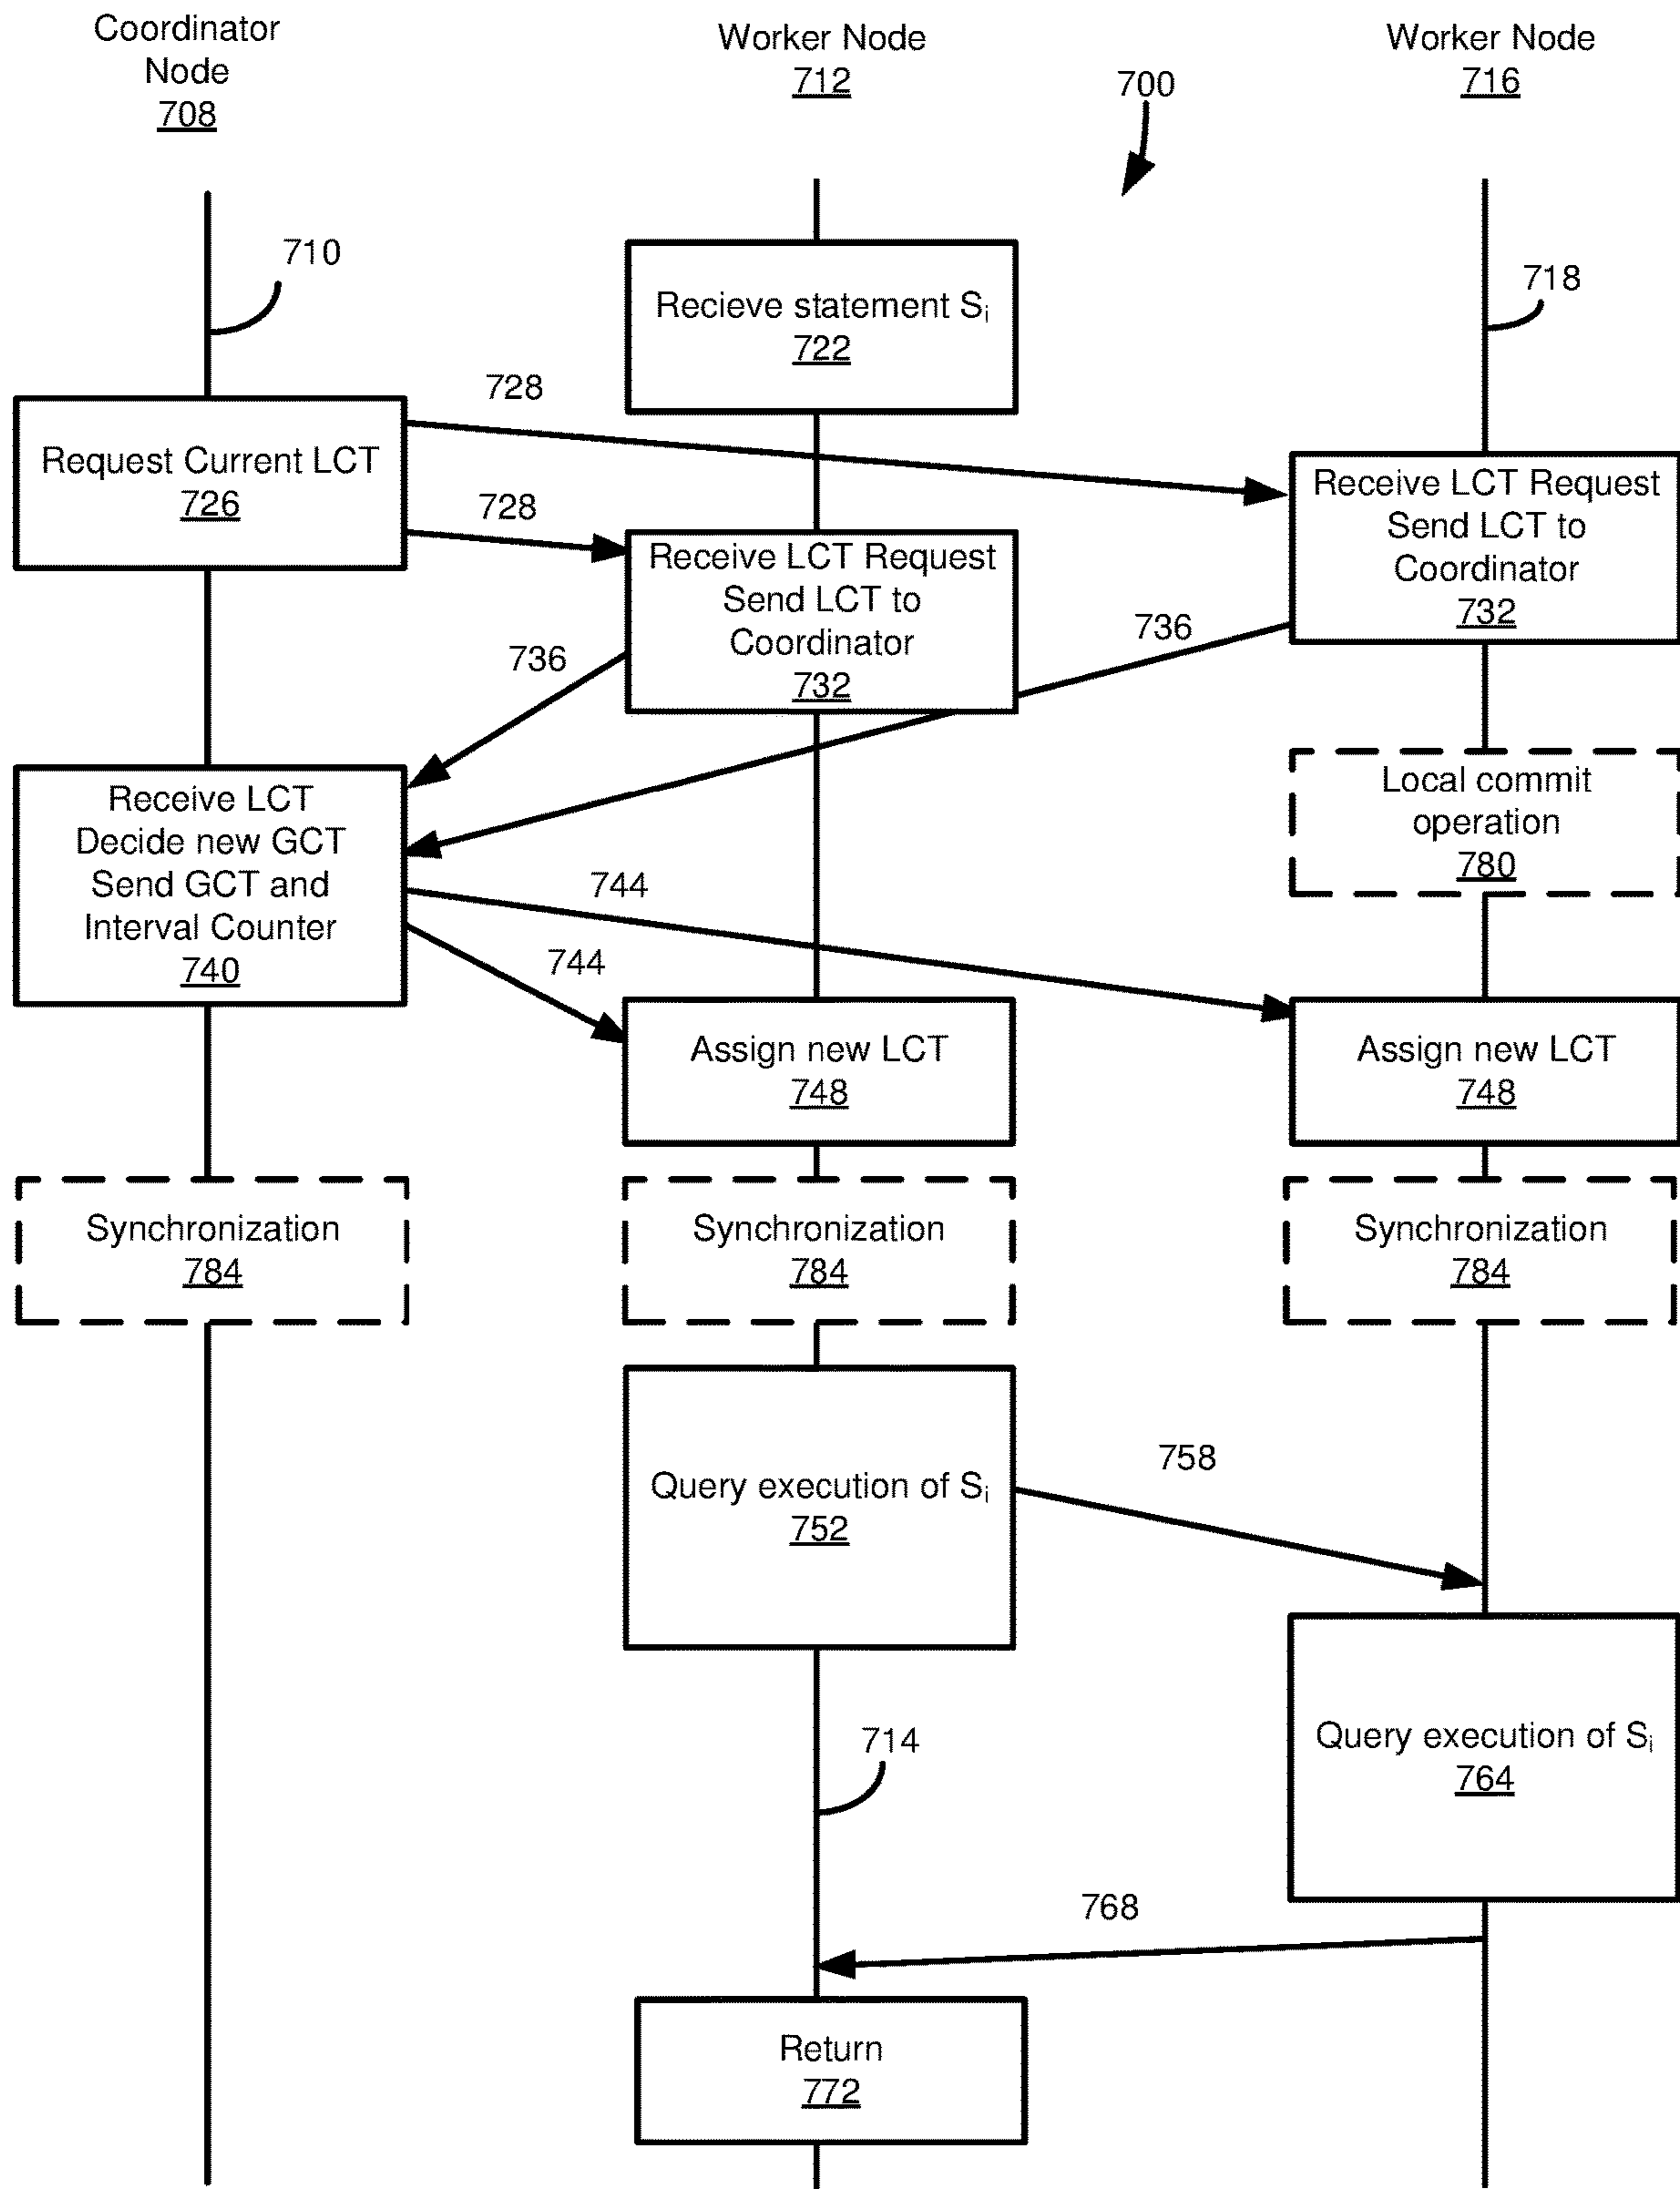 Coordinator
Node
708
Worker Node
712
700
Worker Node
716
710
Recieve statement Si
722
718
728
Request Current LCT
726
728
Receive LCT Request
Send LCT to
Coordinator
732
Receive LCT Request
Send LCT to
Coordinator
732
736
736
Local commit
operation
780
Receive LCT
Decide new GCT
Send GCT and
Interval Counter
740
744
744
Assign new LCT
748
Assign new LCT
748
Synchronization
784
Synchronization
784
Synchronization
784
Query execution of Si
752
758
714
Query execution of Si
764
768
Return
772